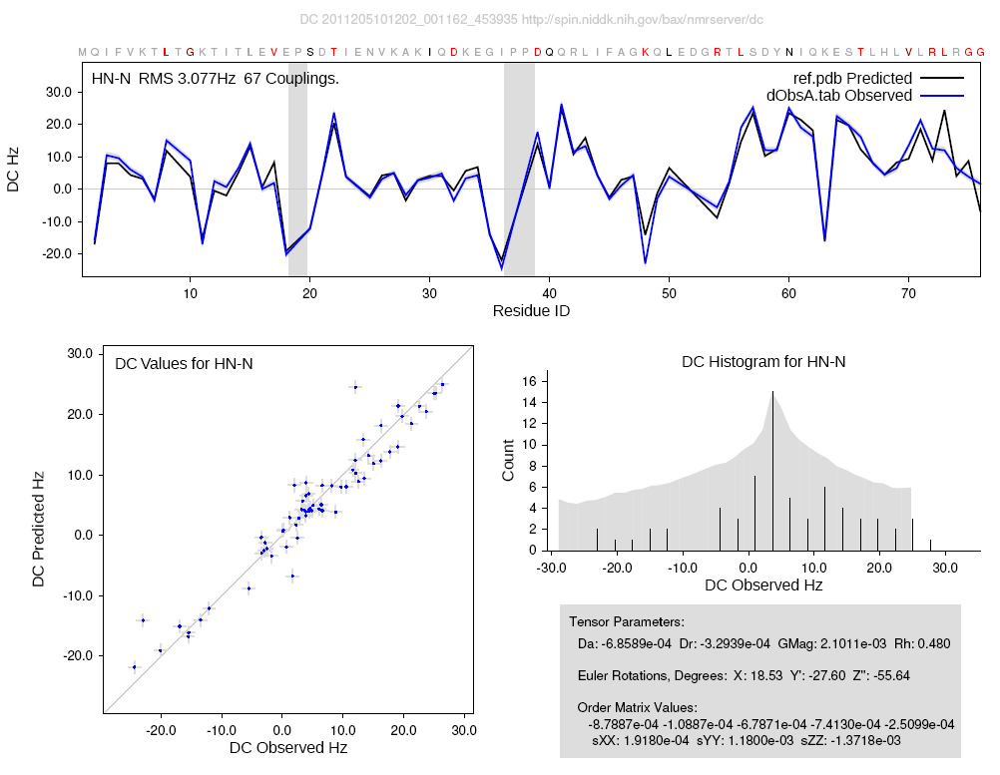 DC 2011205101202_001162_453935 http://spin.niddk.nih.gov/bax/nmrserver/dc
MQIFVKTLTGKTITLEVEPSDTIENVKAKIQDKEGIPPDQQRLIFAGKQLEDGRTLSDYNIQKESTLHLVLRLRGG
HN-N RMS 3.077Hz 67 Couplings.
ref.pdb Predicted
dObsA.tab Observed
DC Hz
30.0
20.0
10.0
0.0
-10.0
-20.0
10 20 30 40 50 60 70
Residue ID
DC Values for HN-N
DC Predicted Hz
30.0
20.0
10.0
0.0
-10.0
-20.0
-20.0 -10.0 0.0 10.0 20.0 30.0
DC Observed Hz
DC Histogram for HN-N
Count
16
14
12
10
8
6
4
2
0
-30.0 -20.0 -10.0 0.0 10.0 20.0 30.0
DC Observed Hz
Tensor Parameters:
Da: -6.8589e-04 Dr: -3.2939e-04 GMag: 2.1011e-03 Rh: 0.480
Euler Rotations, Degrees: X: 18.53 Y': -27.60 Z'': -55.64
Order Matrix Values:
-8.7887e-04 -1.0887e-04 -6.7871e-04 -7.4130e-04 -2.5099e-04
sXX: 1.9180e-04 sYY: 1.1800e-03 sZZ: -1.3718e-03